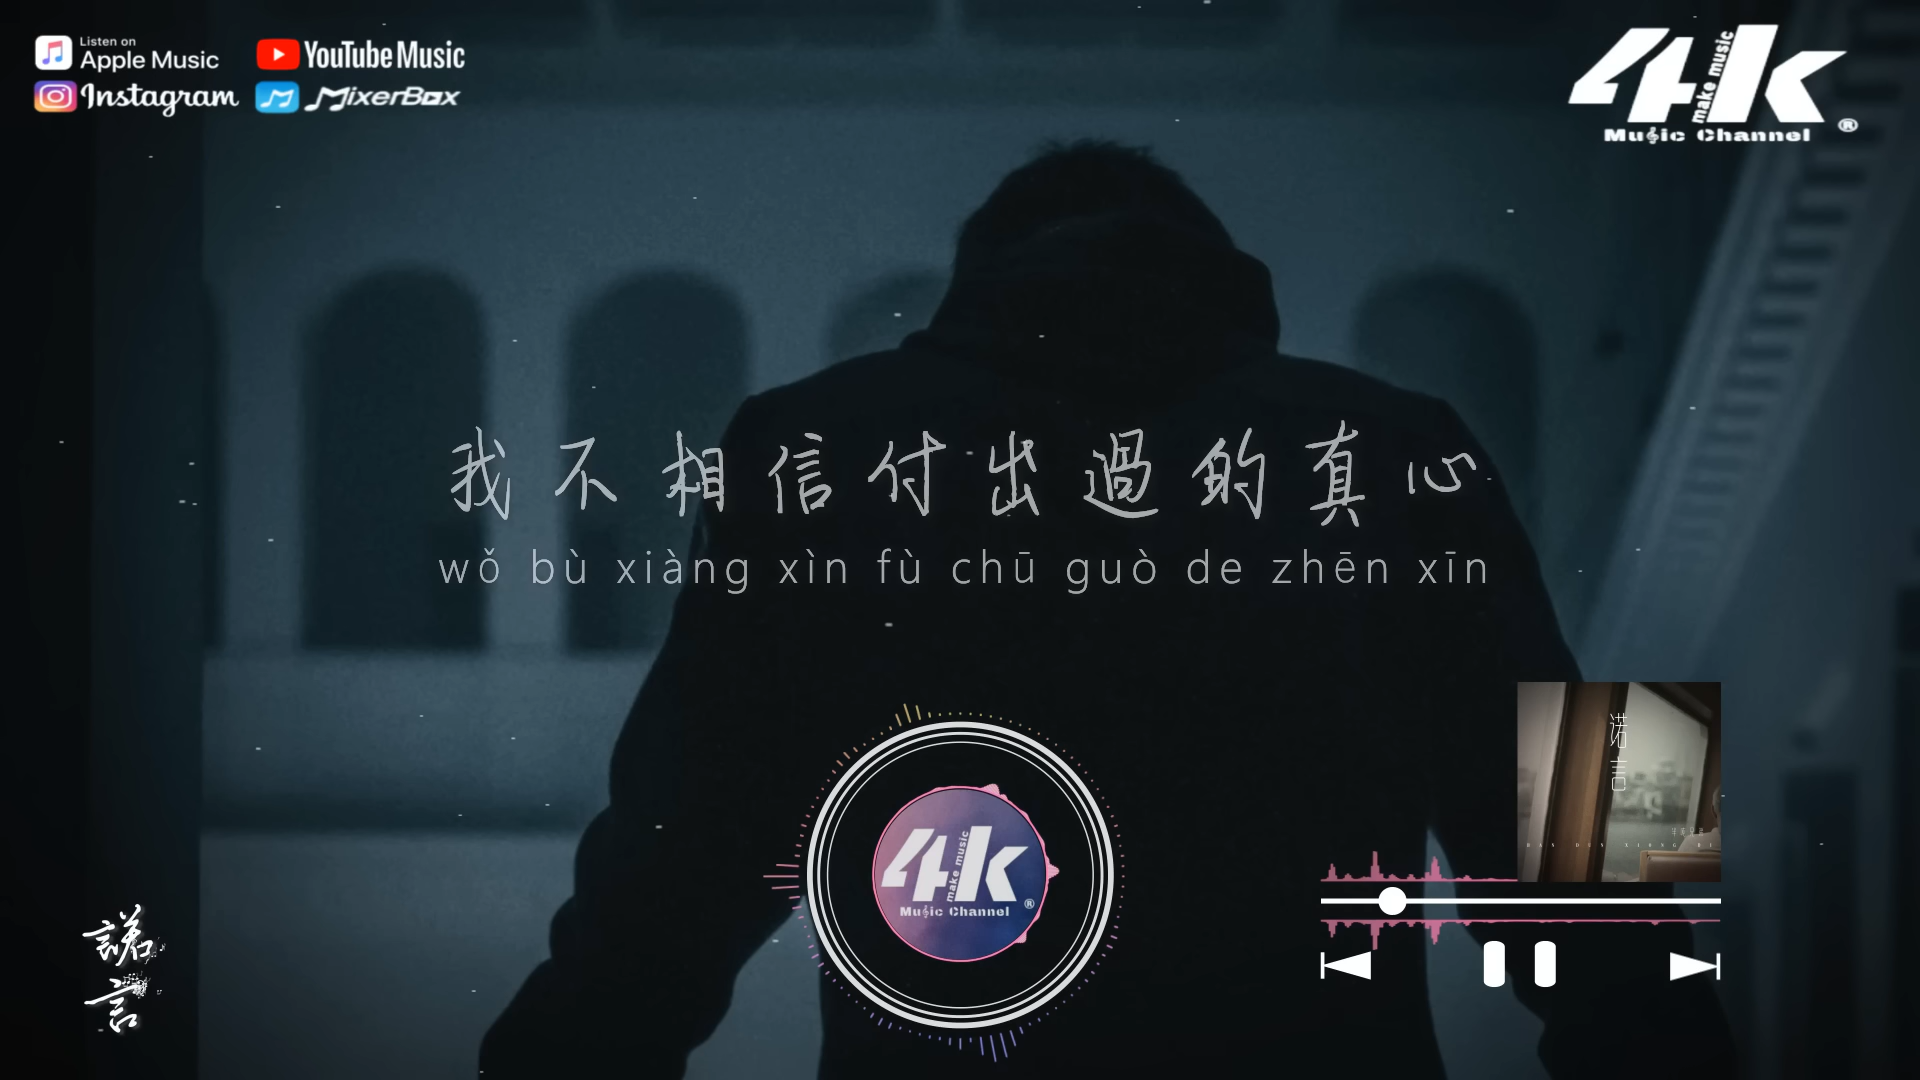 Listen on
Apple Music
YouTube Music
Instagram
MixerBox
4k
make music
Music Channel
®
我不相信付出過的真心
wǒ bù xiàng xìn fù chū guò de zhēn xīn
诺言
4k
make music
Music Channel
®
諾言